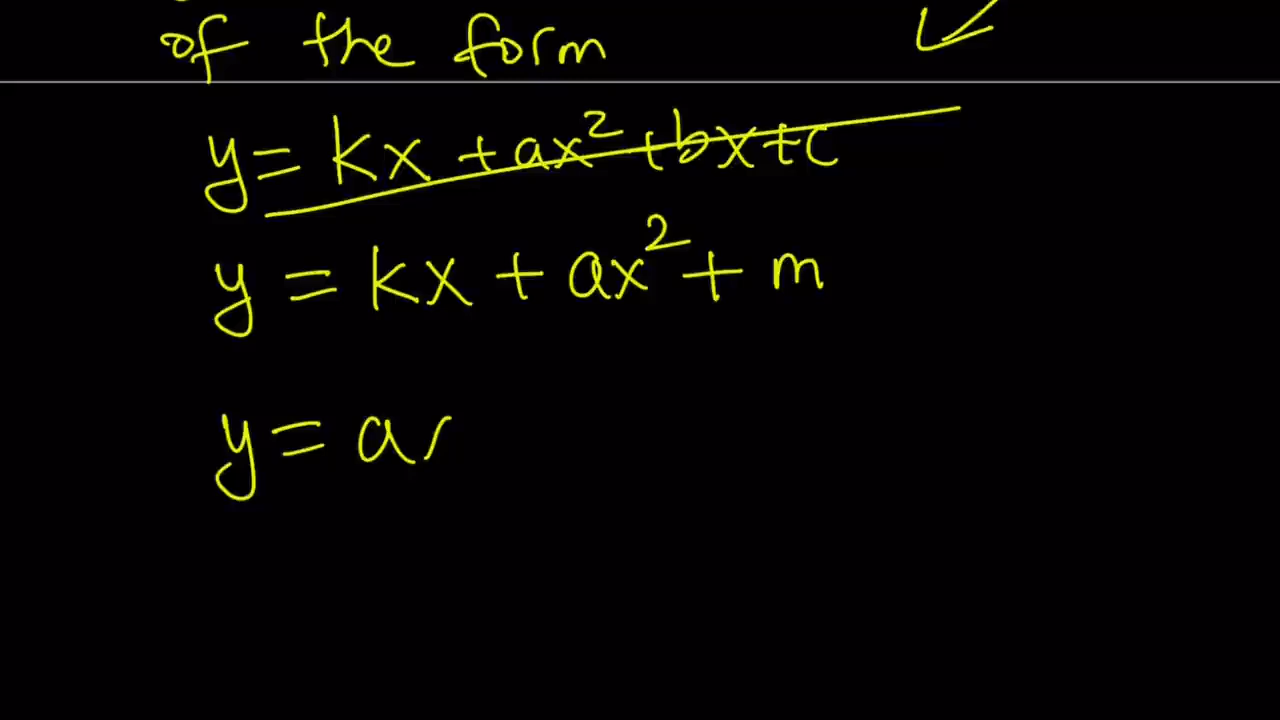 of the form
y = kx + ax² + bx + c
y = kx + ax² + m
y = a